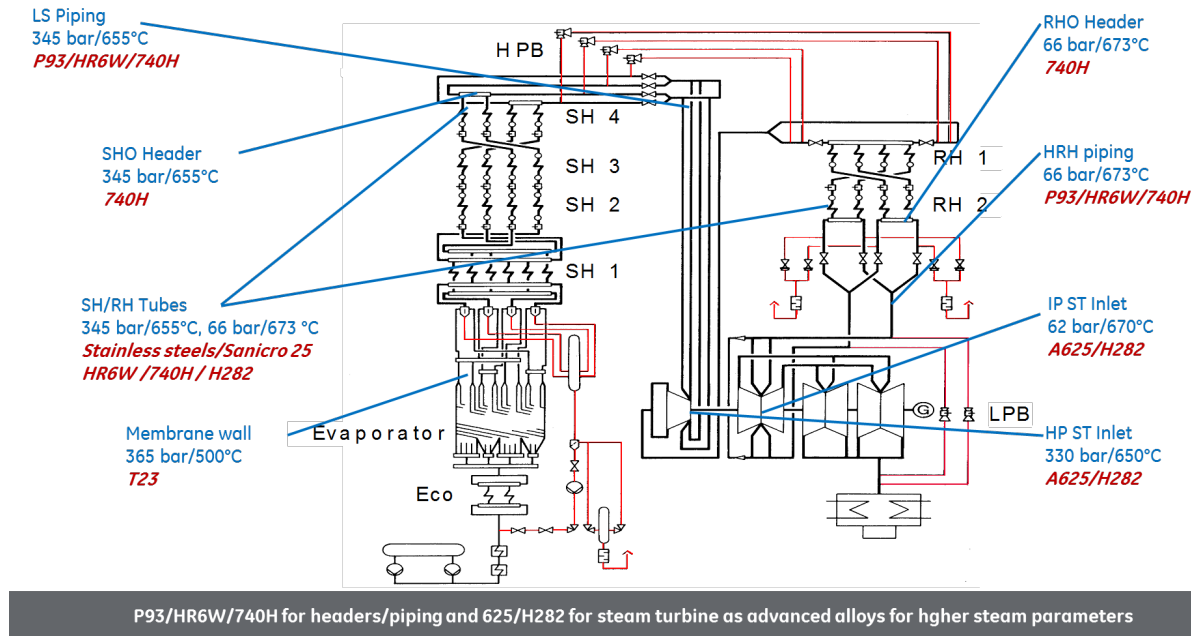 LS Piping
345 bar/655°C
P93/HR6W/740H
H PB
RHO Header
66 bar/673°C
740H
SH 4
SHO Header
345 bar/655°C
740H
SH 3
SH 2
SH 1
RH 1
RH 2
HRH piping
66 bar/673°C
P93/HR6W/740H
SH/RH Tubes
345 bar/655°C, 66 bar/673 °C
Stainless steels/Sanicro 25
HR6W /740H / H282
IP ST Inlet
62 bar/670°C
A625/H282
Membrane wall
365 bar/500°C
T23
Evaporator
Eco
G
LPB
HP ST Inlet
330 bar/650°C
A625/H282
P93/HR6W/740H for headers/piping and 625/H282 for steam turbine as advanced alloys for hgher steam parameters